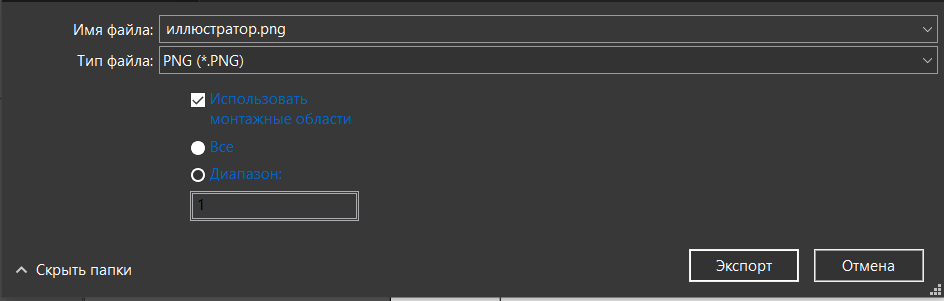 Имя файла: иллюстратор.png
Тип файла: PNG (*.PNG)
Использовать
монтажные области
Все
Диапазон:
1
Скрыть папки Экспорт Отмена